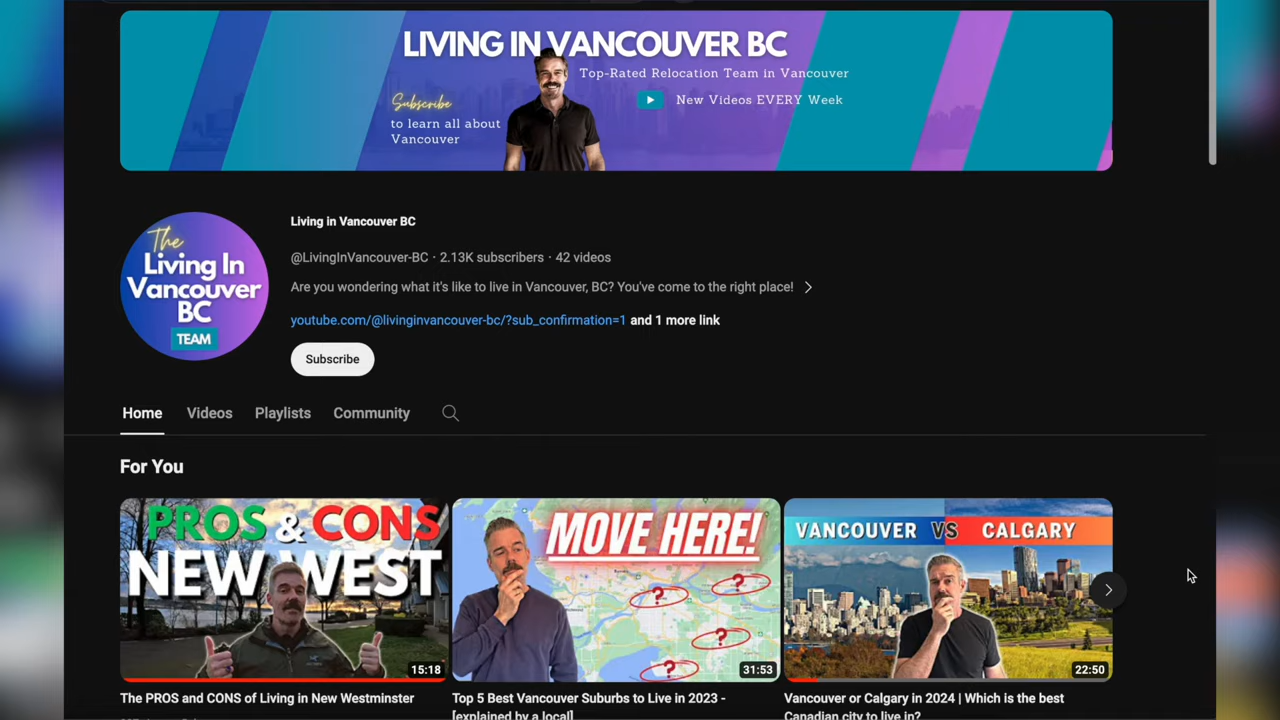 LIVING IN VANCOUVER BC
Top-Rated Relocation Team in Vancouver
Subscribe
New Videos EVERY Week
to learn all about
Vancouver
The
Living In
Vancouver
BC
TEAM
Living in Vancouver BC
@LivingInVancouver-BC · 2.13K subscribers · 42 videos
Are you wondering what it's like to live in Vancouver, BC? You've come to the right place!
youtube.com/@livinginvancouver-bc/?sub_confirmation=1 and 1 more link
Subscribe
Home Videos Playlists Community
For You
PROS & CONS
NEW WEST
15:18
MOVE HERE!
? ? ? ?
31:53
VANCOUVER VS CALGARY
22:50
The PROS and CONS of Living in New Westminster
Top 5 Best Vancouver Suburbs to Live in 2023 -
[explained by a local]
Vancouver or Calgary in 2024 | Which is the best
Canadian city to live in?